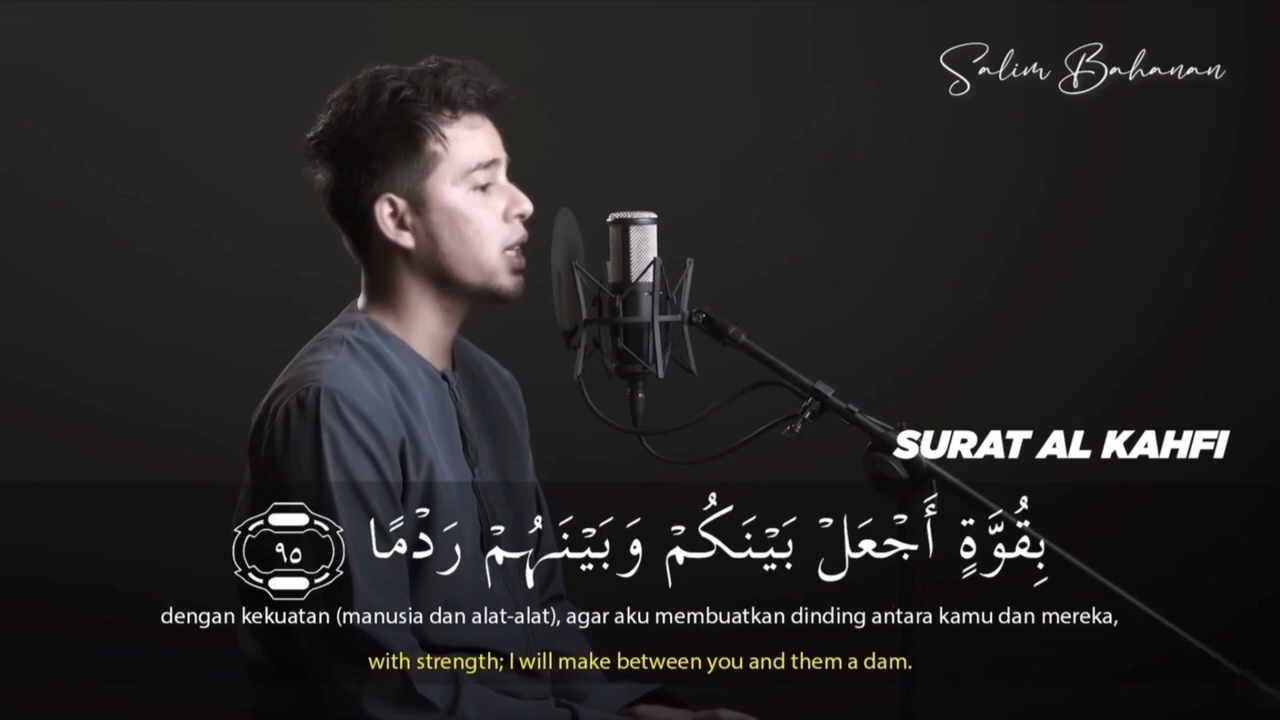 Salim Bahanan
SURAT AL KAHFI
بِقُوَّةٍ أَجْعَلْ بَيْنَكُمْ وَبَيْنَهُمْ رَدْمًا ٩٥
dengan kekuatan (manusia dan alat-alat), agar aku membuatkan dinding antara kamu dan mereka,
with strength; I will make between you and them a dam.